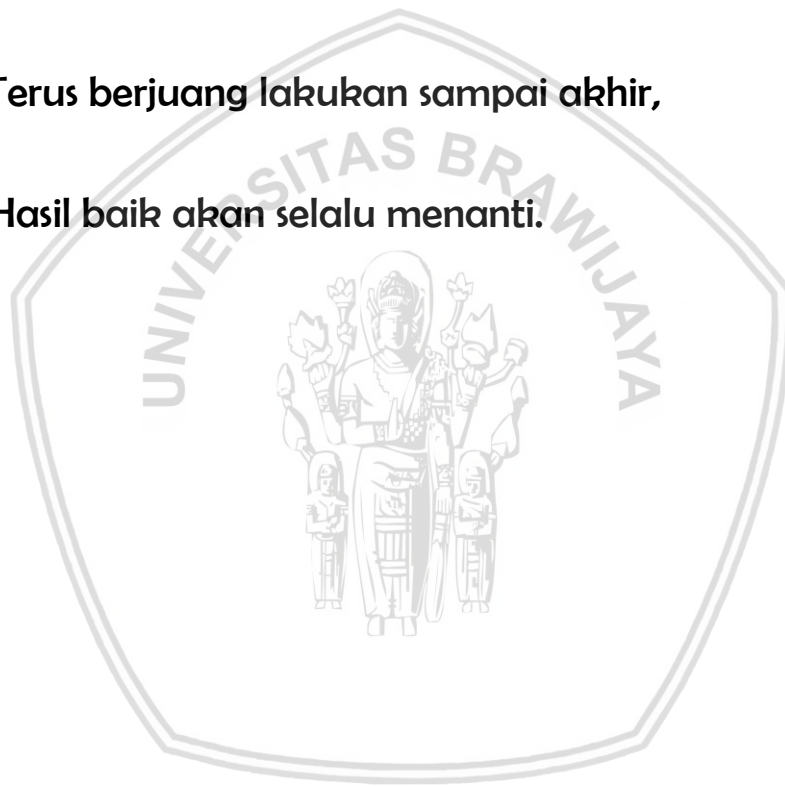 Terus berjuang lakukan sampai akhir,
UNIVERSITAS BRAWIJAYA
Hasil baik akan selalu menanti.